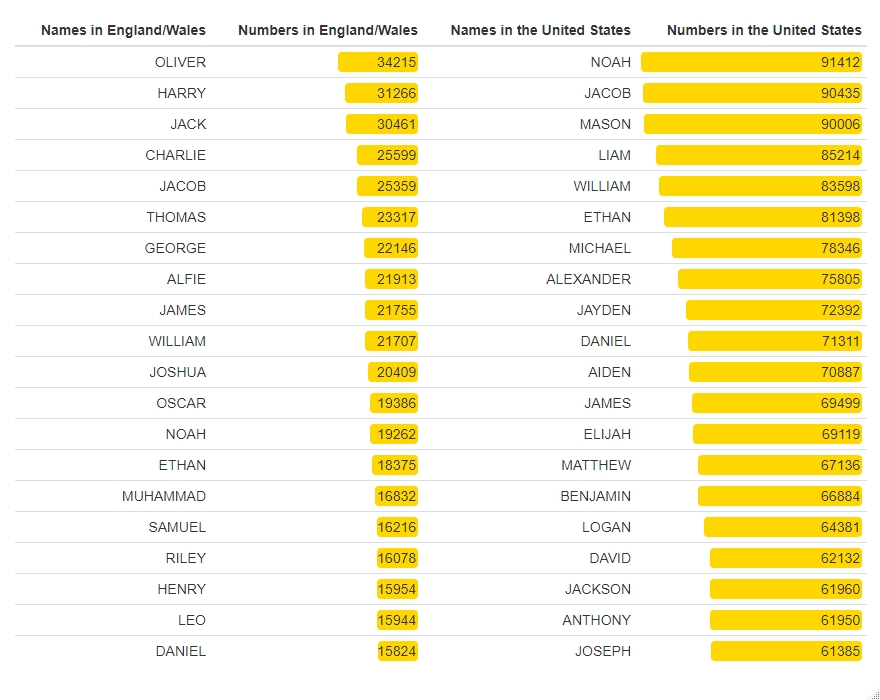 Names in England/Wales Numbers in England/Wales Names in the United States Numbers in the United States
OLIVER 34215 NOAH 91412
HARRY 31266 JACOB 90435
JACK 30461 MASON 90006
CHARLIE 25599 LIAM 85214
JACOB 25359 WILLIAM 83598
THOMAS 23317 ETHAN 81398
GEORGE 22146 MICHAEL 78346
ALFIE 21913 ALEXANDER 75805
JAMES 21755 JAYDEN 72392
WILLIAM 21707 DANIEL 71311
JOSHUA 20409 AIDEN 70887
OSCAR 19386 JAMES 69499
NOAH 19262 ELIJAH 69119
ETHAN 18375 MATTHEW 67136
MUHAMMAD 16832 BENJAMIN 66884
SAMUEL 16216 LOGAN 64381
RILEY 16078 DAVID 62132
HENRY 15954 JACKSON 61960
LEO 15944 ANTHONY 61950
DANIEL 15824 JOSEPH 61385